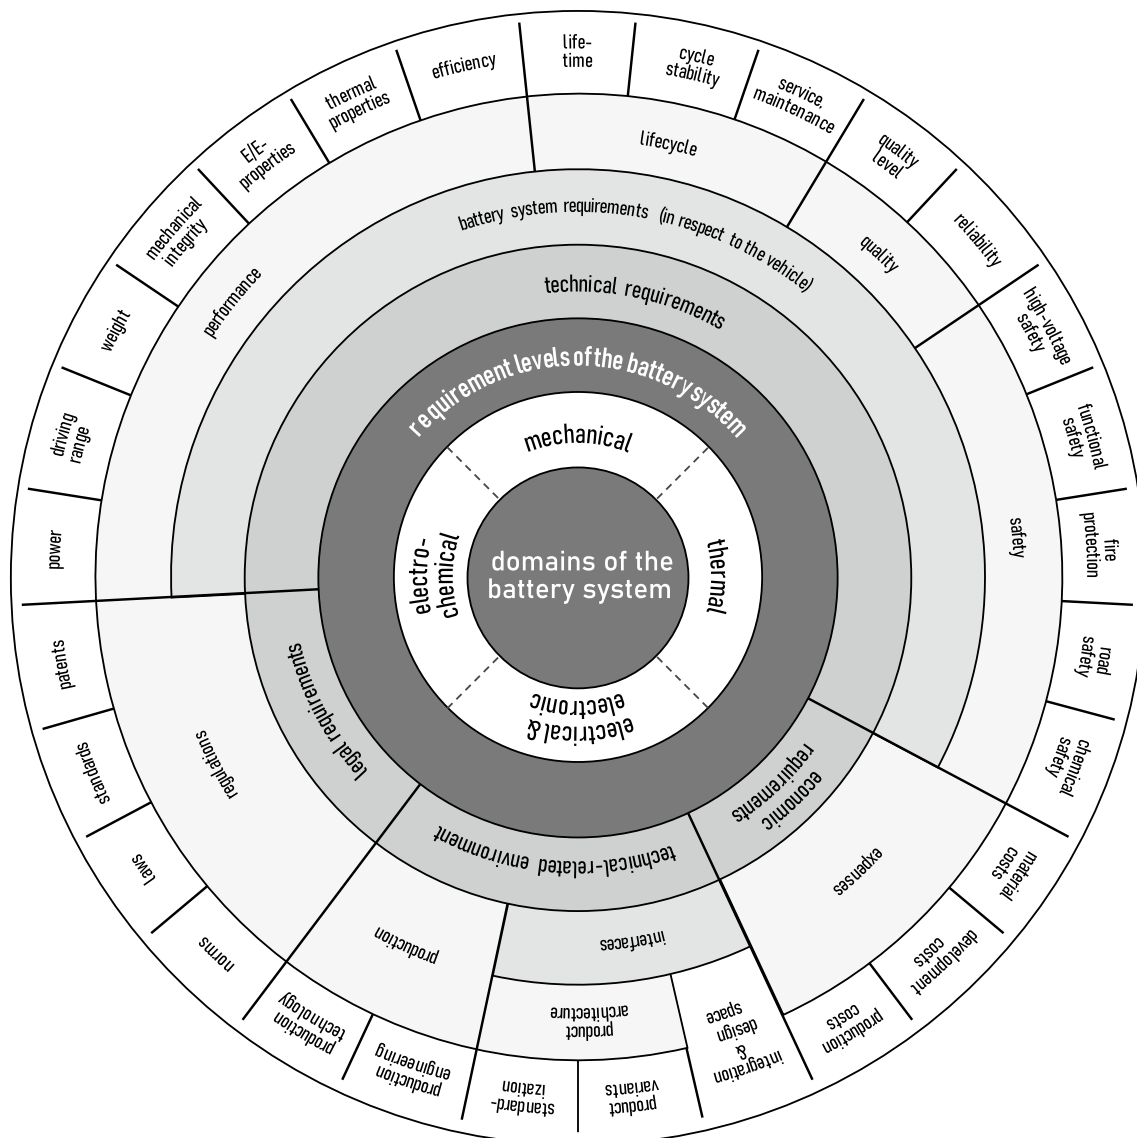 domains of the
battery system
mechanical
thermal
electrical &
electronic
electro-
chemical
requirement levels of the battery system
technical requirements
economic
requirements
technical-related environment
legal requirements
battery system requirements (in respect to the vehicle)
performance
lifecycle
quality
safety
expenses
interfaces
product
architecture
production
regulations
life-
time
cycle
stability
service,
maintenance
quality
level
reliability
high-voltage
safety
functional
safety
fire
protection
road
safety
chemical
safety
material
costs
development
costs
production
costs
integration
&
design
space
product
variants
standard-
ization
production
engineering
production
technology
norms
laws
standards
patents
power
driving
range
weight
mechanical
integrity
E/E-
properties
thermal
properties
efficiency